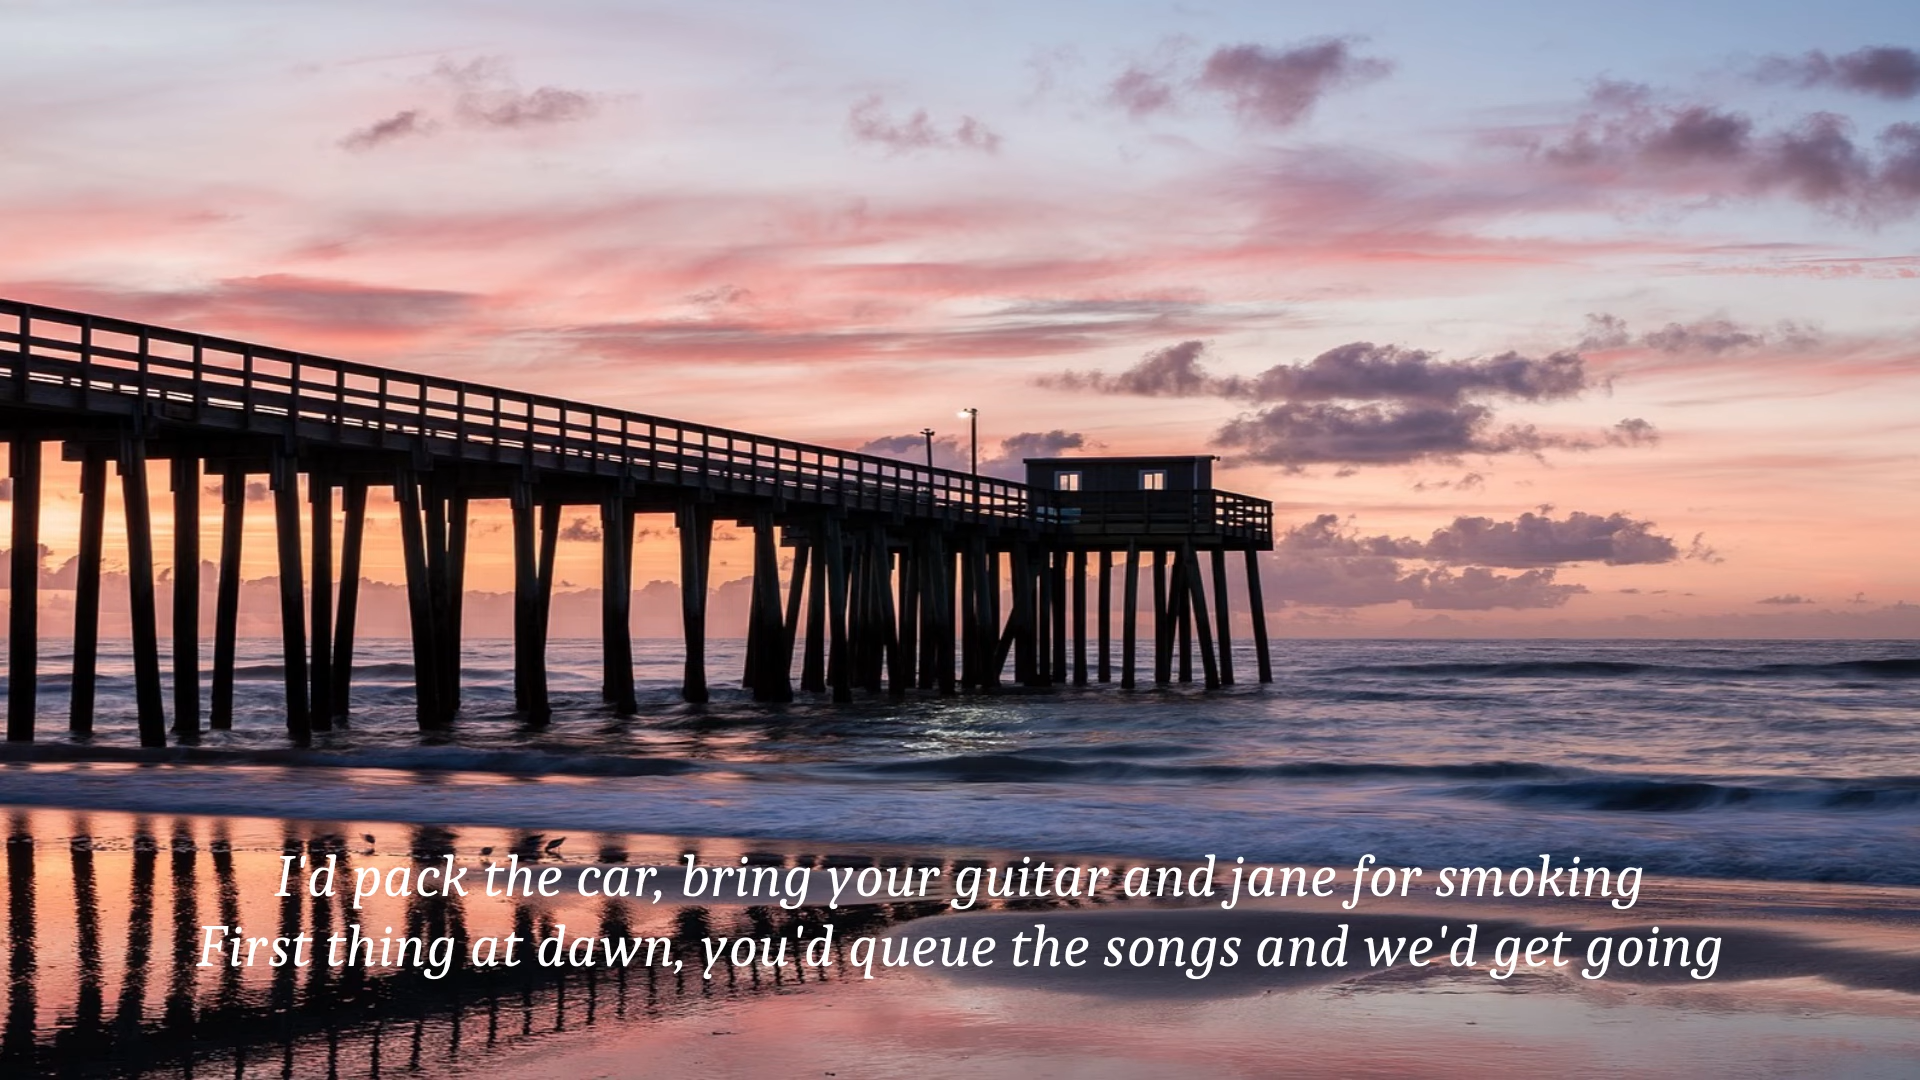 I'd pack the car, bring your guitar and jane for smoking
First thing at dawn, you'd queue the songs and we'd get going